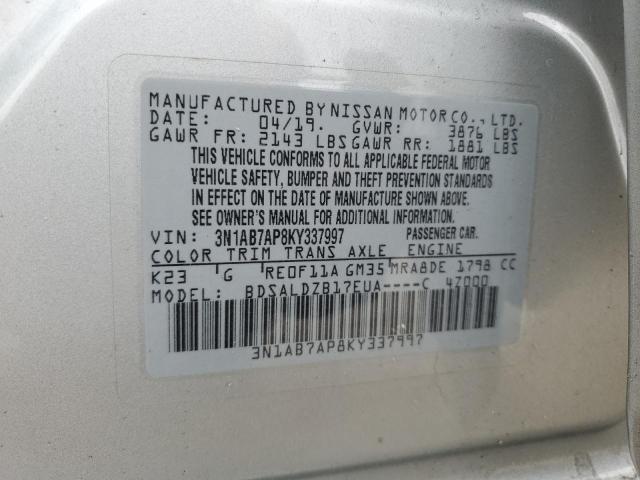 MANUFACTURED BY NISSAN MOTOR CO., LTD.
DATE: 04/19. GVWR: 3876 LBS
GAWR FR: 2143 LBS GAWR RR: 1881 LBS
THIS VEHICLE CONFORMS TO ALL APPLICABLE FEDERAL MOTOR
VEHICLE SAFETY, BUMPER AND THEFT PREVENTION STANDARDS
IN EFFECT ON THE DATE OF MANUFACTURE SHOWN ABOVE.
SEE OWNER'S MANUAL FOR ADDITIONAL INFORMATION.
VIN: 3N1AB7AP8KY337997 PASSENGER CAR.
COLOR TRIM TRANS AXLE ENGINE
K23 G RE0F11A GM35 MRA8DE 1798 CC
MODEL: BDSALDZB17EUA----C 4Z000
3N1AB7AP8KY337997